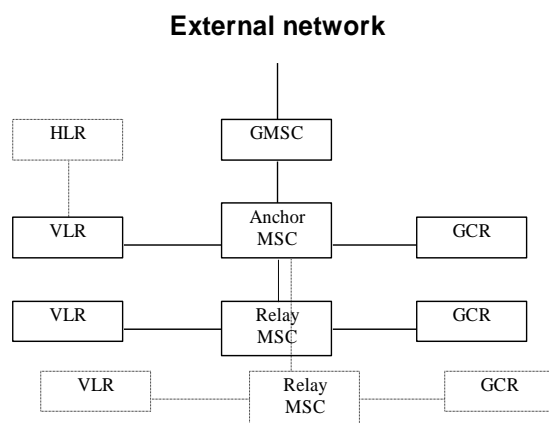 External network
HLR
GMSC
VLR
Anchor
MSC
GCR
VLR
Relay
MSC
GCR
VLR
Relay
MSC
GCR